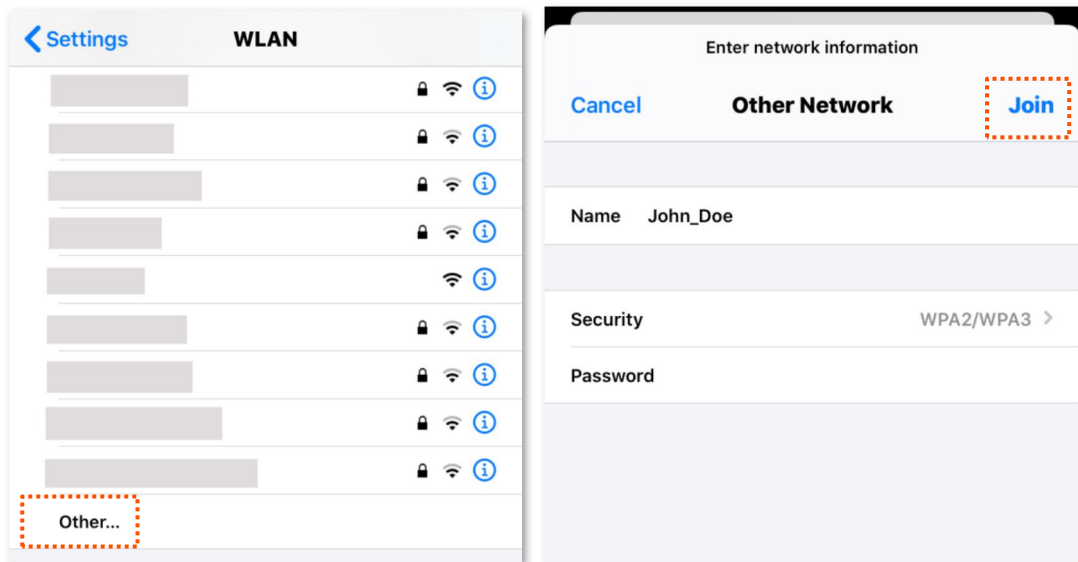 Settings
WLAN
Other...
Enter network information
Cancel
Other Network
Join
Name John_Doe
Security WPA2/WPA3
Password